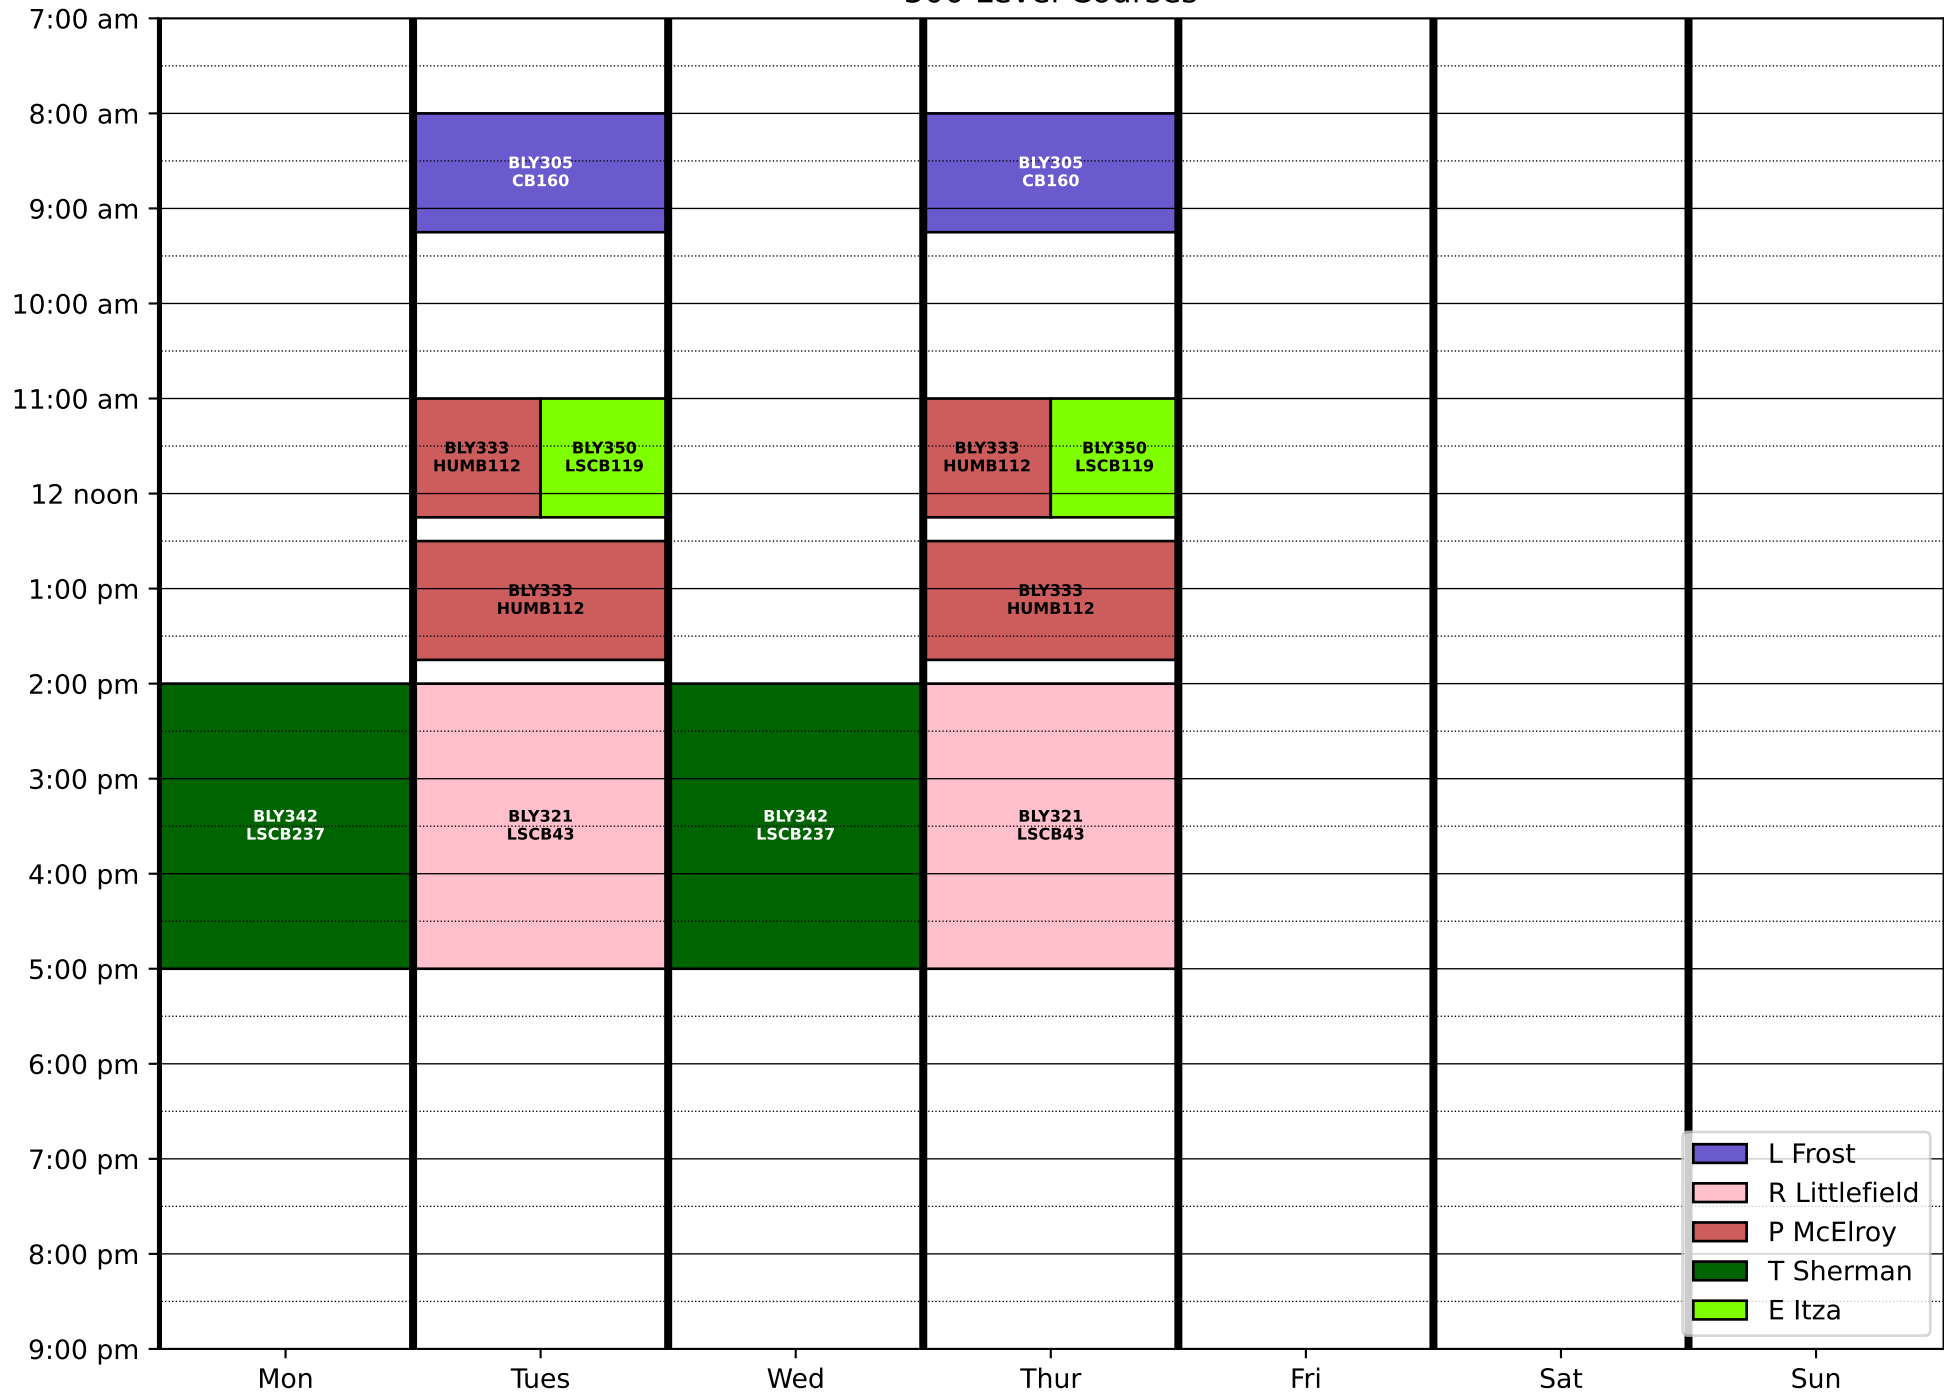 7:00 am
8:00 am
BLY305
CB160
BLY305
CB160
9:00 am
10:00 am
11:00 am
BLY333
HUMB112
BLY350
LSCB119
BLY333
HUMB112
BLY350
LSCB119
12 noon
1:00 pm
BLY333
HUMB112
BLY333
HUMB112
2:00 pm
3:00 pm
BLY342
LSCB237
BLY321
LSCB43
BLY342
LSCB237
BLY321
LSCB43
4:00 pm
5:00 pm
6:00 pm
7:00 pm
8:00 pm
9:00 pm
L Frost
R Littlefield
P McElroy
T Sherman
E Itza
Mon
Tues
Wed
Thur
Fri
Sat
Sun